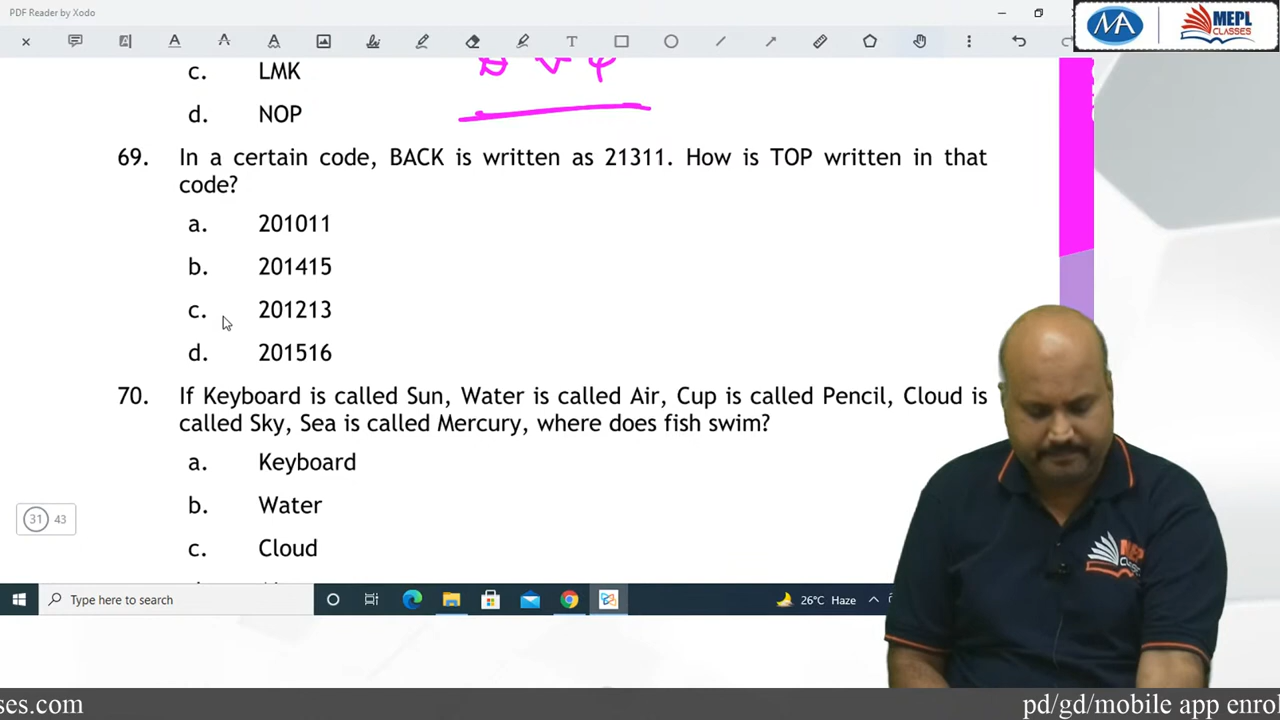 PDF Reader by Xodo
MA
MEPL
CLASSES
c. LMK
d. NOP
69. In a certain code, BACK is written as 21311. How is TOP written in that
code?
a. 201011
b. 201415
c. 201213
d. 201516
70. If Keyboard is called Sun, Water is called Air, Cup is called Pencil, Cloud is
called Sky, Sea is called Mercury, where does fish swim?
a. Keyboard
b. Water
c. Cloud
31 43
Type here to search
26°C Haze
ses.com
pd/gd/mobile app enrol